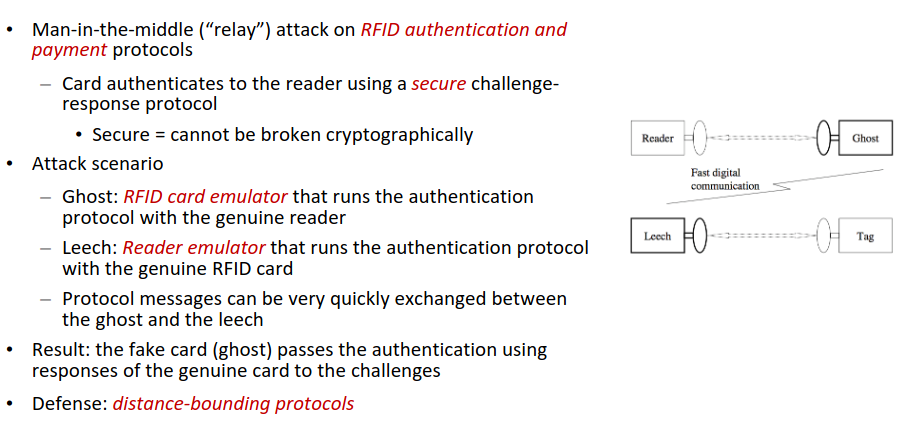 • Man-in-the-middle (“relay”) attack on RFID authentication and
payment protocols
– Card authenticates to the reader using a secure challenge-
response protocol
• Secure = cannot be broken cryptographically
• Attack scenario
– Ghost: RFID card emulator that runs the authentication
protocol with the genuine reader
– Leech: Reader emulator that runs the authentication protocol
with the genuine RFID card
– Protocol messages can be very quickly exchanged between
the ghost and the leech
• Result: the fake card (ghost) passes the authentication using
responses of the genuine card to the challenges
• Defense: distance-bounding protocols
Reader
Ghost
Fast digital
communication
Leech
Tag